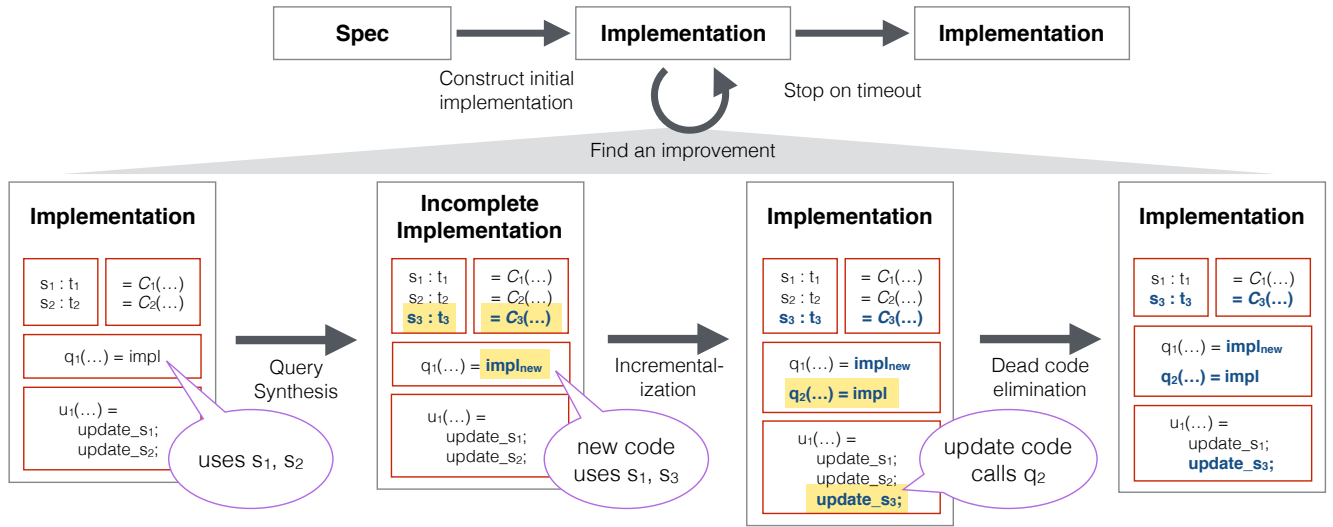 Spec
Implementation
Implementation
Construct initial
implementation
Stop on timeout
Find an improvement
Implementation
s₁ : t₁
s₂ : t₂
= C₁(…)
= C₂(…)
q₁(…) = impl
u₁(…) =
update_s₁;
update_s₂;
uses s₁, s₂
Query
Synthesis
Incomplete
Implementation
s₁ : t₁
s₂ : t₂
s₃ : t₃
= C₁(…)
= C₂(…)
= C₃(…)
q₁(…) = implₙₑw
u₁(…) =
update_s₁;
update_s₂;
new code
uses s₁, s₃
Incremental-
ization
Implementation
s₁ : t₁
s₂ : t₂
s₃ : t₃
= C₁(…)
= C₂(…)
= C₃(…)
q₁(…) = implₙₑw
q₂(…) = impl
u₁(…) =
update_s₁;
update_s₂;
update_s₃;
update code
calls q₂
Dead code
elimination
Implementation
s₁ : t₁
s₃ : t₃
= C₁(…)
= C₃(…)
q₁(…) = implₙₑw
q₂(…) = impl
u₁(…) =
update_s₁;
update_s₃;